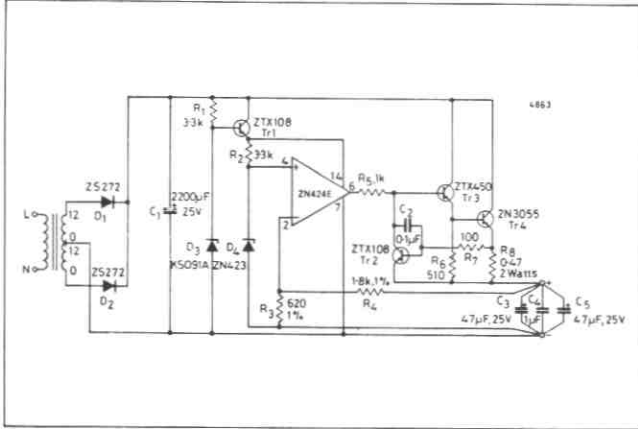 4863
R1
3·3k
ZTX108
Tr1
R2
3·3k
L
N
12
0
12
0
ZS272
D1
ZS272
D2
2200µF
25V
C1
D3
KS091A
D4
ZN423
4
2
14
6
7
ZN424E
R5,1k
ZTX450
Tr3
2N3055
Tr4
C2
0·1µF
ZTX108
Tr2
100
R7
R6
510
R8
0·47
2 Watts
1·8k,1%
R4
R3
620
1%
+
-
C3
47µF,25V
C4
1µF
C5
47µF,25V